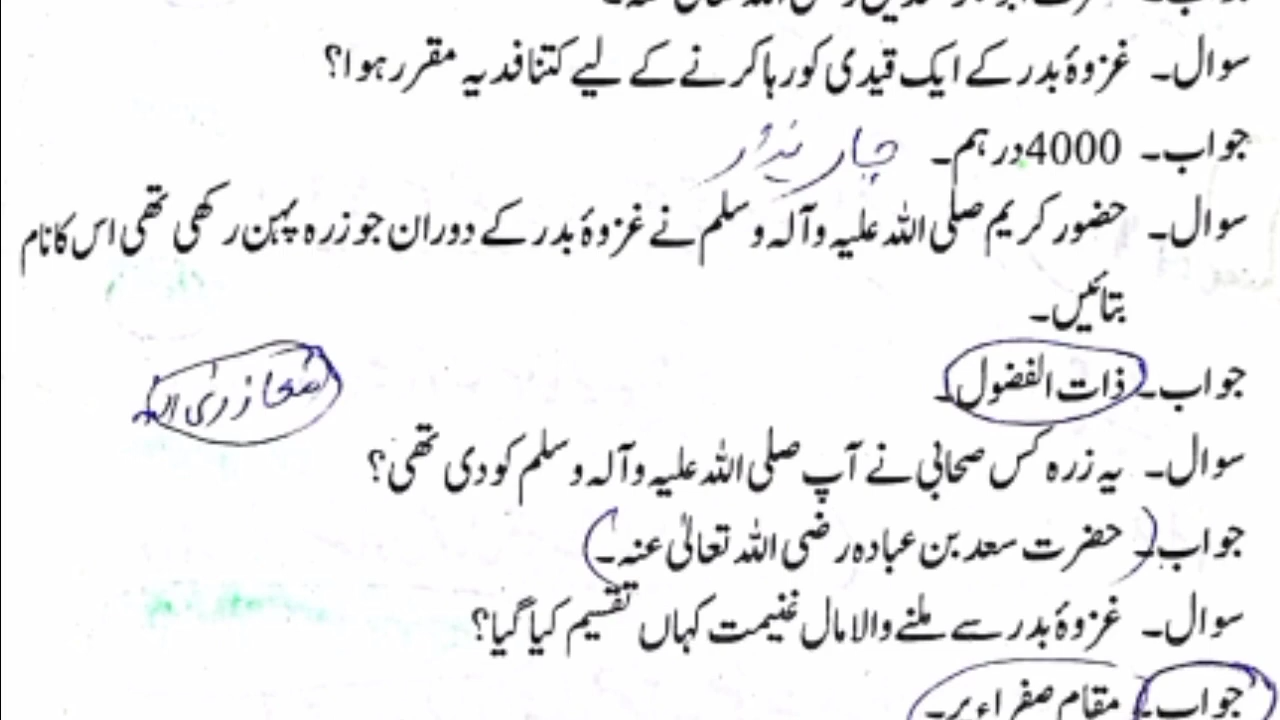 سوال۔ غزوۂ بدر کے ایک قیدی کو رہا کرنے کے لیے کتنا فدیہ مقرر ہوا؟
جواب۔ 4000 درہم۔ چار
سوال۔ حضور کریم صلی اللہ علیہ وآلہ وسلم نے غزوۂ بدر کے دوران جو زرہ پہن رکھی تھی اس کا نام
بتائیں۔
جواب۔ ذات الفضول۔
سوال۔ یہ زرہ کس صحابی نے آپ صلی اللہ علیہ وآلہ وسلم کو دی تھی؟
جواب۔ حضرت سعد بن عبادہ رضی اللہ تعالیٰ عنہ۔
سوال۔ غزوۂ بدر سے ملنے والا مال غنیمت کہاں تقسیم کیا گیا؟
جواب۔ مقام صفراء پر۔